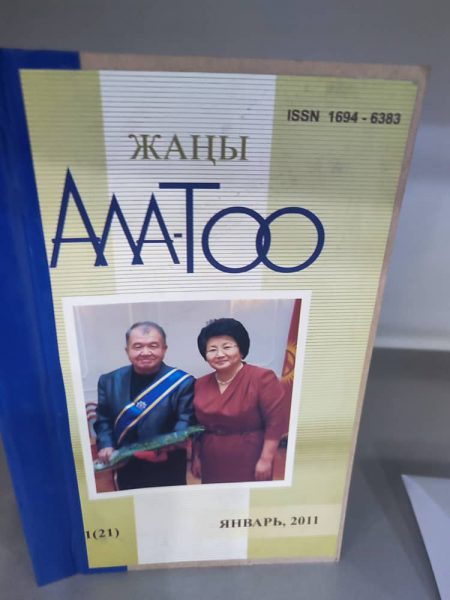 ISSN 1694 - 6383
ЖАҢЫ
АЛА-ТОО
1(21)
ЯНВАРЬ, 2011